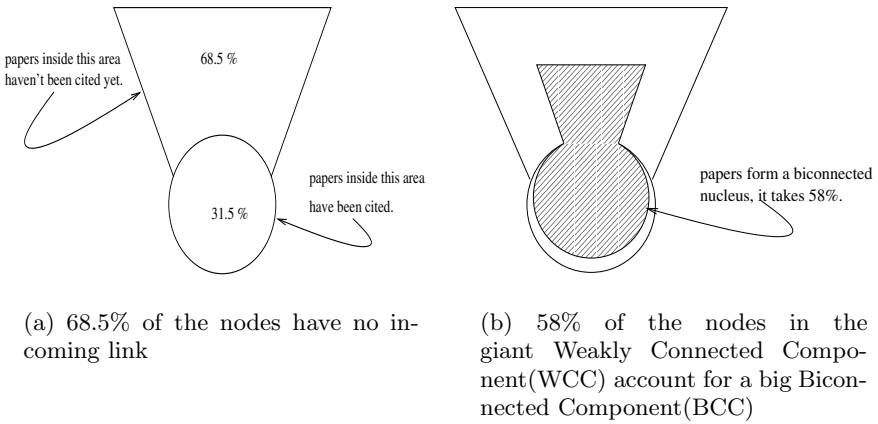 papers inside this area
haven't been cited yet.
68.5 %
31.5 %
papers inside this area
have been cited.
papers form a biconnected
nucleus, it takes 58%.
(a) 68.5% of the nodes have no in-
coming link
(b) 58% of the nodes in the
giant Weakly Connected Compo-
nent(WCC) account for a big Bicon-
nected Component(BCC)